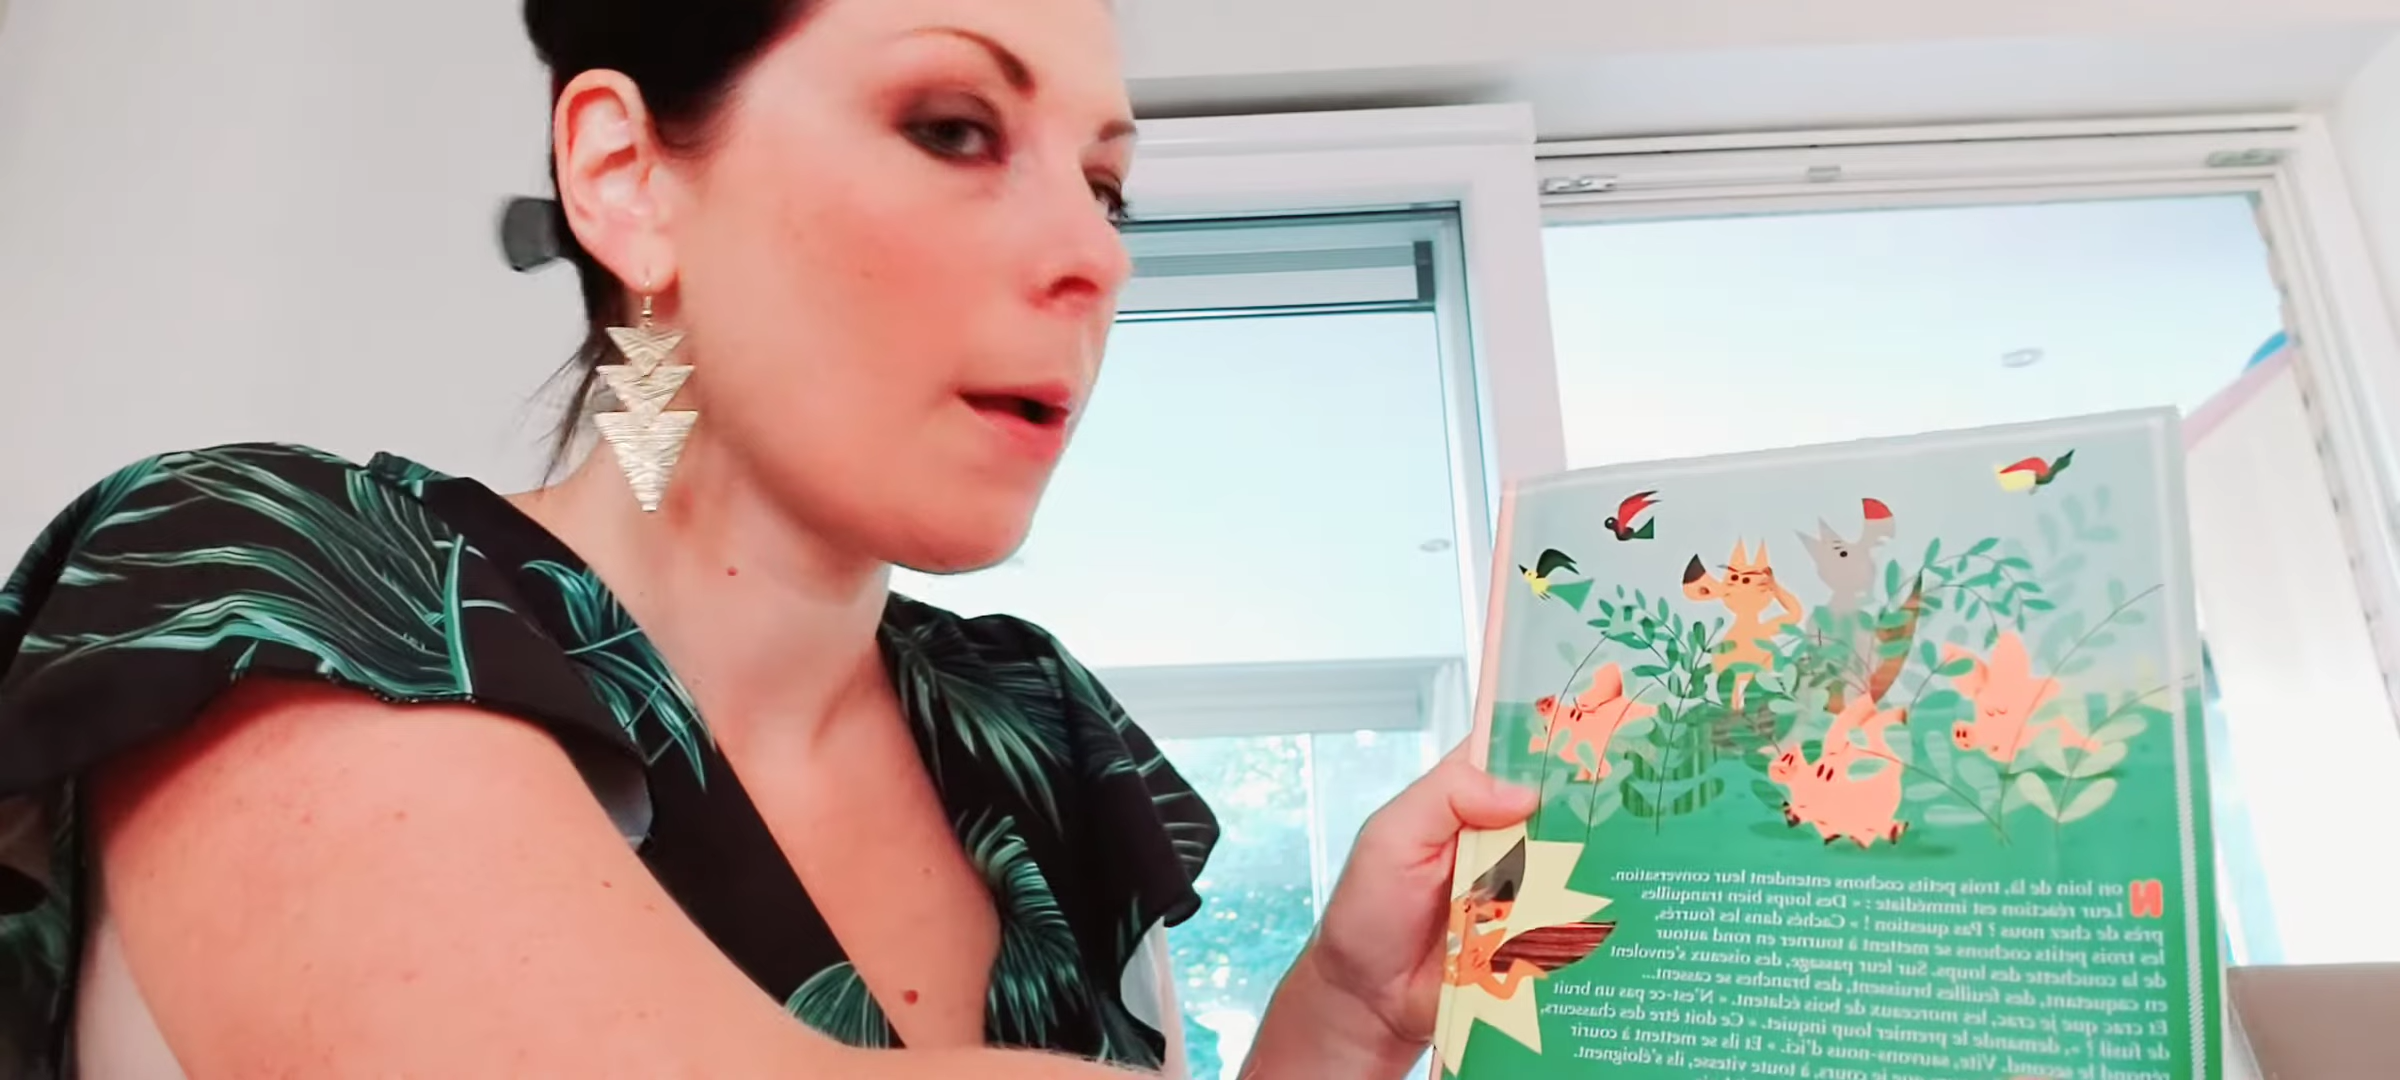 Non loin de là, trois petits cochons entendent leur conversation.
Leur réaction est immédiate : « Des loups bien tranquilles
près de chez nous ? Pas question ! » Cachés dans les fourrés,
les trois petits cochons se mettent à tourner en rond autour
de la couchette des loups. Sur leur passage, des oiseaux s'envolent
en caquetant, des feuilles bruissent, des branches se cassent...
Et crac que je crac, les morceaux de bois éclatent. « N'est-ce pas un bruit
de fusil ? », demande le premier loup inquiet. « Ce doit être des chasseurs,
répond le second. Vite, sauvons-nous d'ici. » Et ils se mettent à courir
que je cours, à toute vitesse, ils s'éloignent.